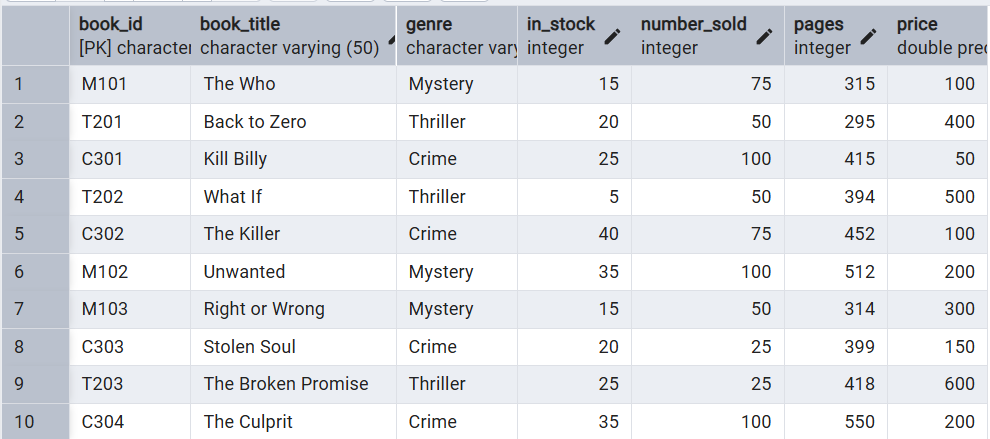 book_id book_title genre in_stock number_sold pages price
[PK] character character varying (50) character vary integer integer integer double prec
1 M101 The Who Mystery 15 75 315 100
2 T201 Back to Zero Thriller 20 50 295 400
3 C301 Kill Billy Crime 25 100 415 50
4 T202 What If Thriller 5 50 394 500
5 C302 The Killer Crime 40 75 452 100
6 M102 Unwanted Mystery 35 100 512 200
7 M103 Right or Wrong Mystery 15 50 314 300
8 C303 Stolen Soul Crime 20 25 399 150
9 T203 The Broken Promise Thriller 25 25 418 600
10 C304 The Culprit Crime 35 100 550 200